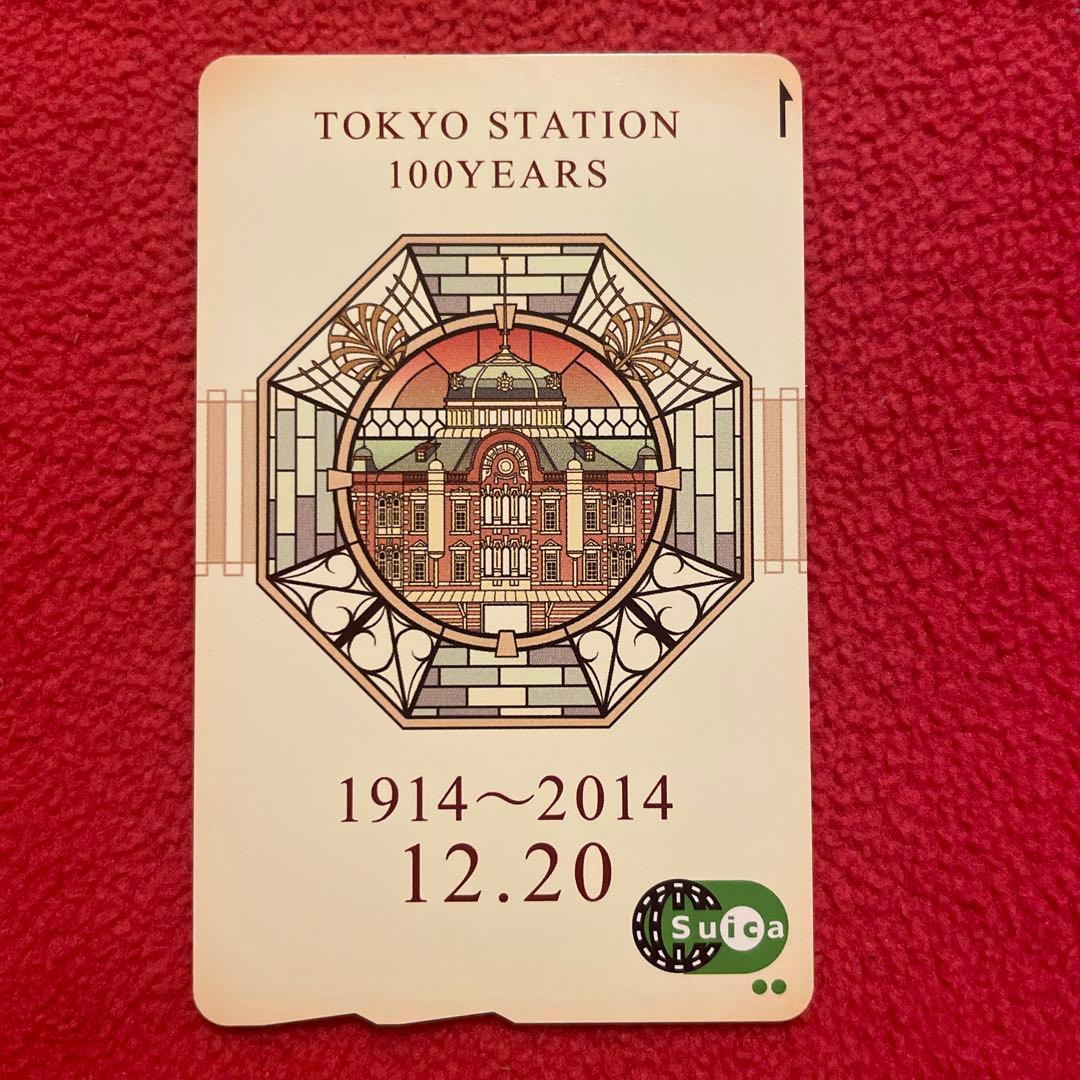 TOKYO STATION
100YEARS
1914～2014
12.20
Suica